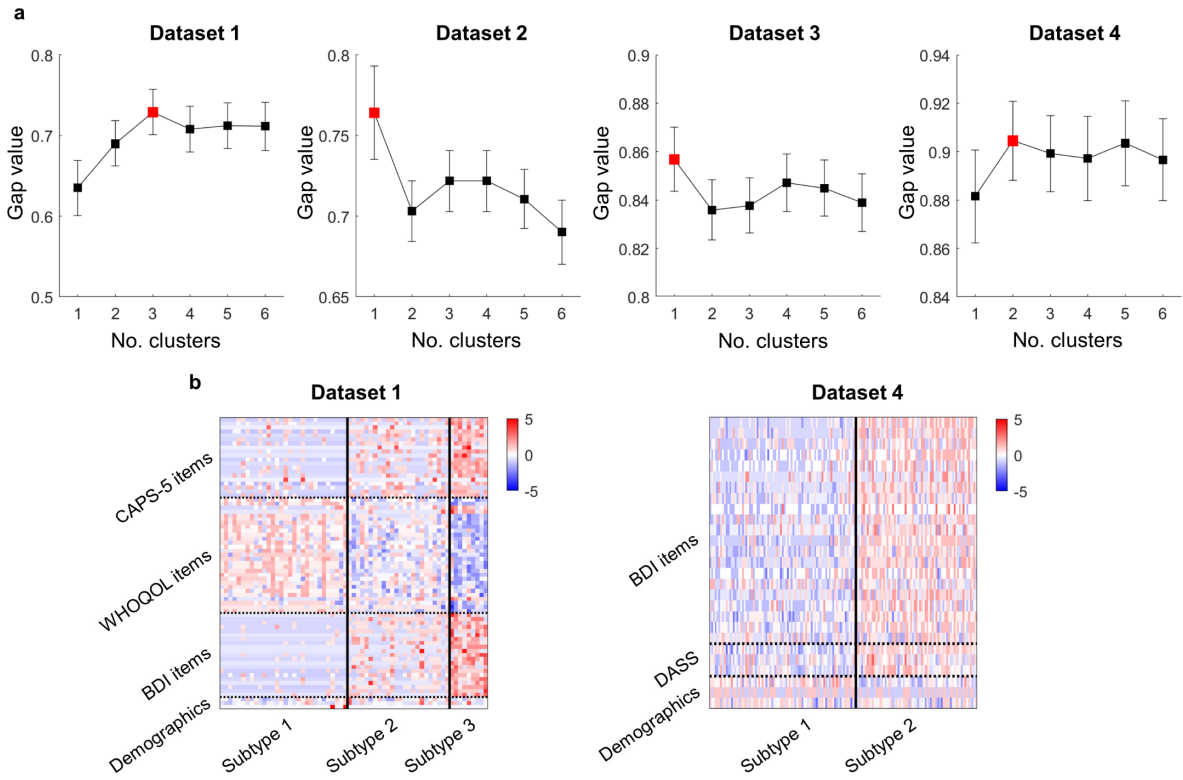 a
Dataset 1
Dataset 2
Dataset 3
Dataset 4
0.8
0.7
0.6
0.5
Gap value
1 2 3 4 5 6
No. clusters
0.8
0.75
0.7
0.65
Gap value
1 2 3 4 5 6
No. clusters
0.9
0.88
0.86
0.84
0.82
0.8
Gap value
1 2 3 4 5 6
No. clusters
0.94
0.92
0.9
0.88
0.86
0.84
Gap value
1 2 3 4 5 6
No. clusters
b
Dataset 1
CAPS-5 items
WHOQOL items
BDI items
Demographics
Subtype 1
Subtype 2
Subtype 3
5
0
-5
Dataset 4
BDI items
DASS
Demographics
Subtype 1
Subtype 2
5
0
-5